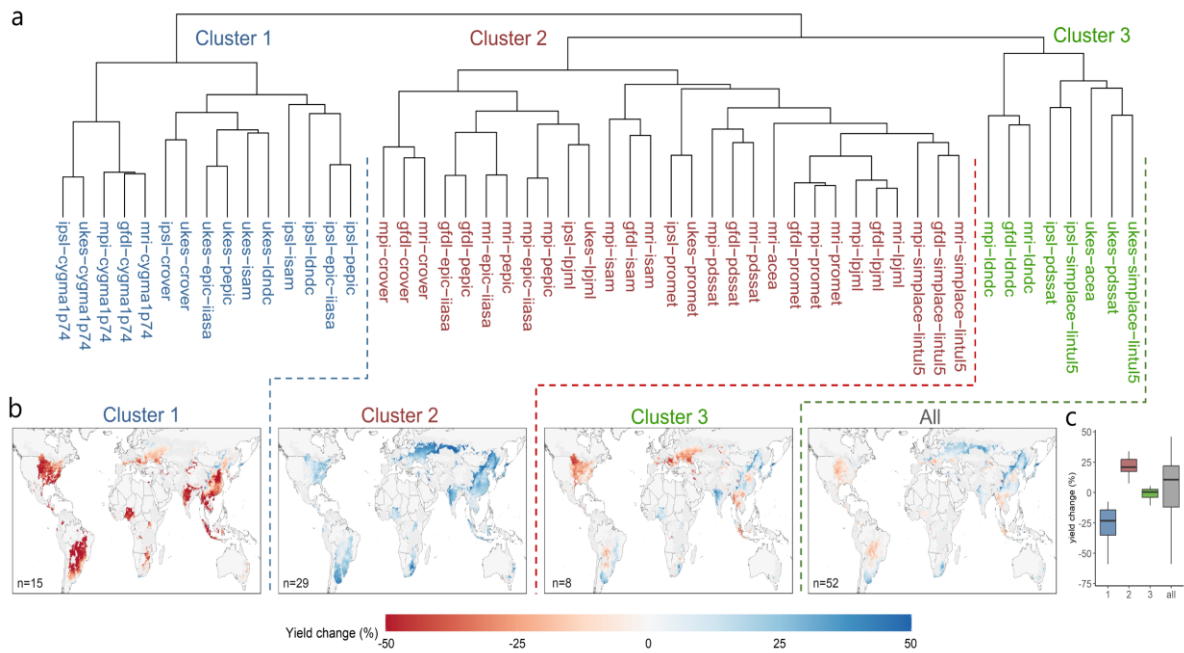 a
Cluster 1
Cluster 2
Cluster 3
ipsl-cygma1p74
ukes-cygma1p74
mpi-cygma1p74
gfdl-cygma1p74
mri-cygma1p74
ipsl-crover
ukes-crover
ukes-epic-iiasa
ukes-pepic
ukes-isam
ukes-ldndc
ipsl-isam
ipsl-ldndc
ipsl-epic-iiasa
ipsl-pepic
mpi-crover
gfdl-crover
mri-crover
gfdl-epic-iiasa
gfdl-pepic
mri-epic-iiasa
mri-pepic
mpi-epic-iiasa
mpi-pepic
ipsl-lpjml
ukes-lpjml
mpi-isam
gfdl-isam
mri-isam
ipsl-promet
ukes-promet
mpi-pdssat
gfdl-pdssat
mri-pdssat
mri-acea
gfdl-promet
mpi-promet
mri-promet
mpi-lpjml
gfdl-lpjml
mri-lpjml
mpi-simplace-lintul5
gfdl-simplace-lintul5
mri-simplace-lintul5
mpi-ldndc
gfdl-ldndc
mri-ldndc
ipsl-pdssat
ipsl-simplace-lintul5
ukes-acea
ukes-pdssat
ukes-simplace-lintul5
b
Cluster 1
Cluster 2
Cluster 3
All
c
n=15
n=29
n=8
n=52
yield change (%)
50
25
0
-25
-50
-75
1
2
3
all
Yield change (%)
-50
-25
0
25
50